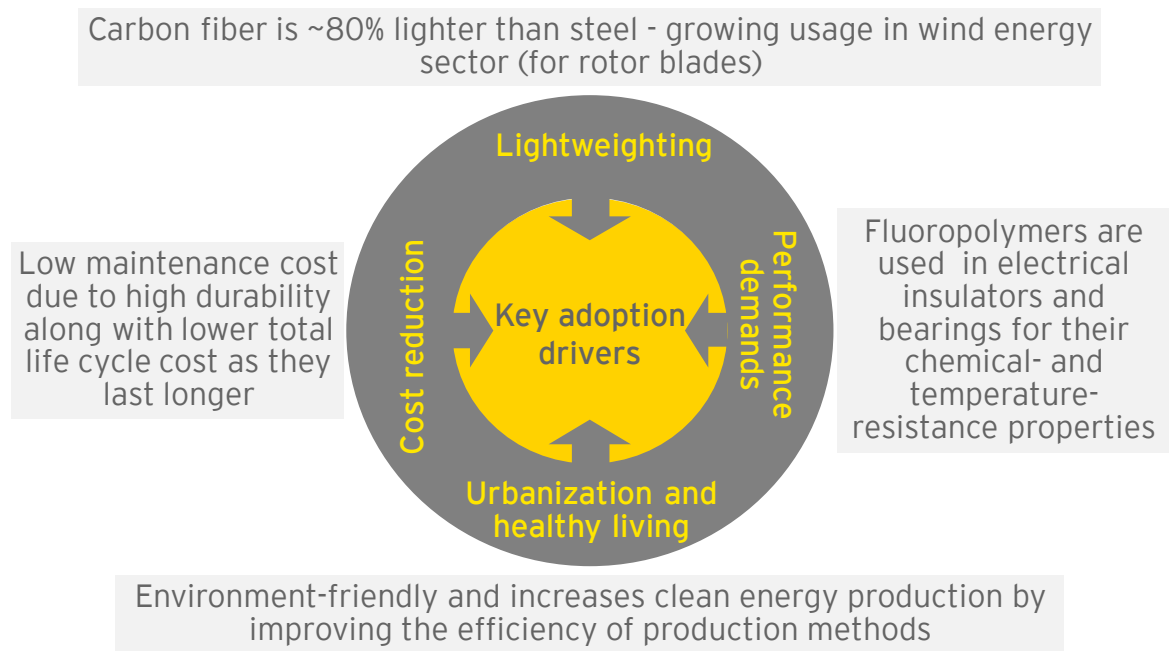 Carbon fiber is ~80% lighter than steel - growing usage in wind energy
sector (for rotor blades)
Lightweighting
Low maintenance cost
due to high durability
along with lower total
life cycle cost as they
last longer
Cost reduction
Key adoption
drivers
Performance
demands
Fluoropolymers are
used in electrical
insulators and
bearings for their
chemical- and
temperature-
resistance properties
Urbanization and
healthy living
Environment-friendly and increases clean energy production by
improving the efficiency of production methods